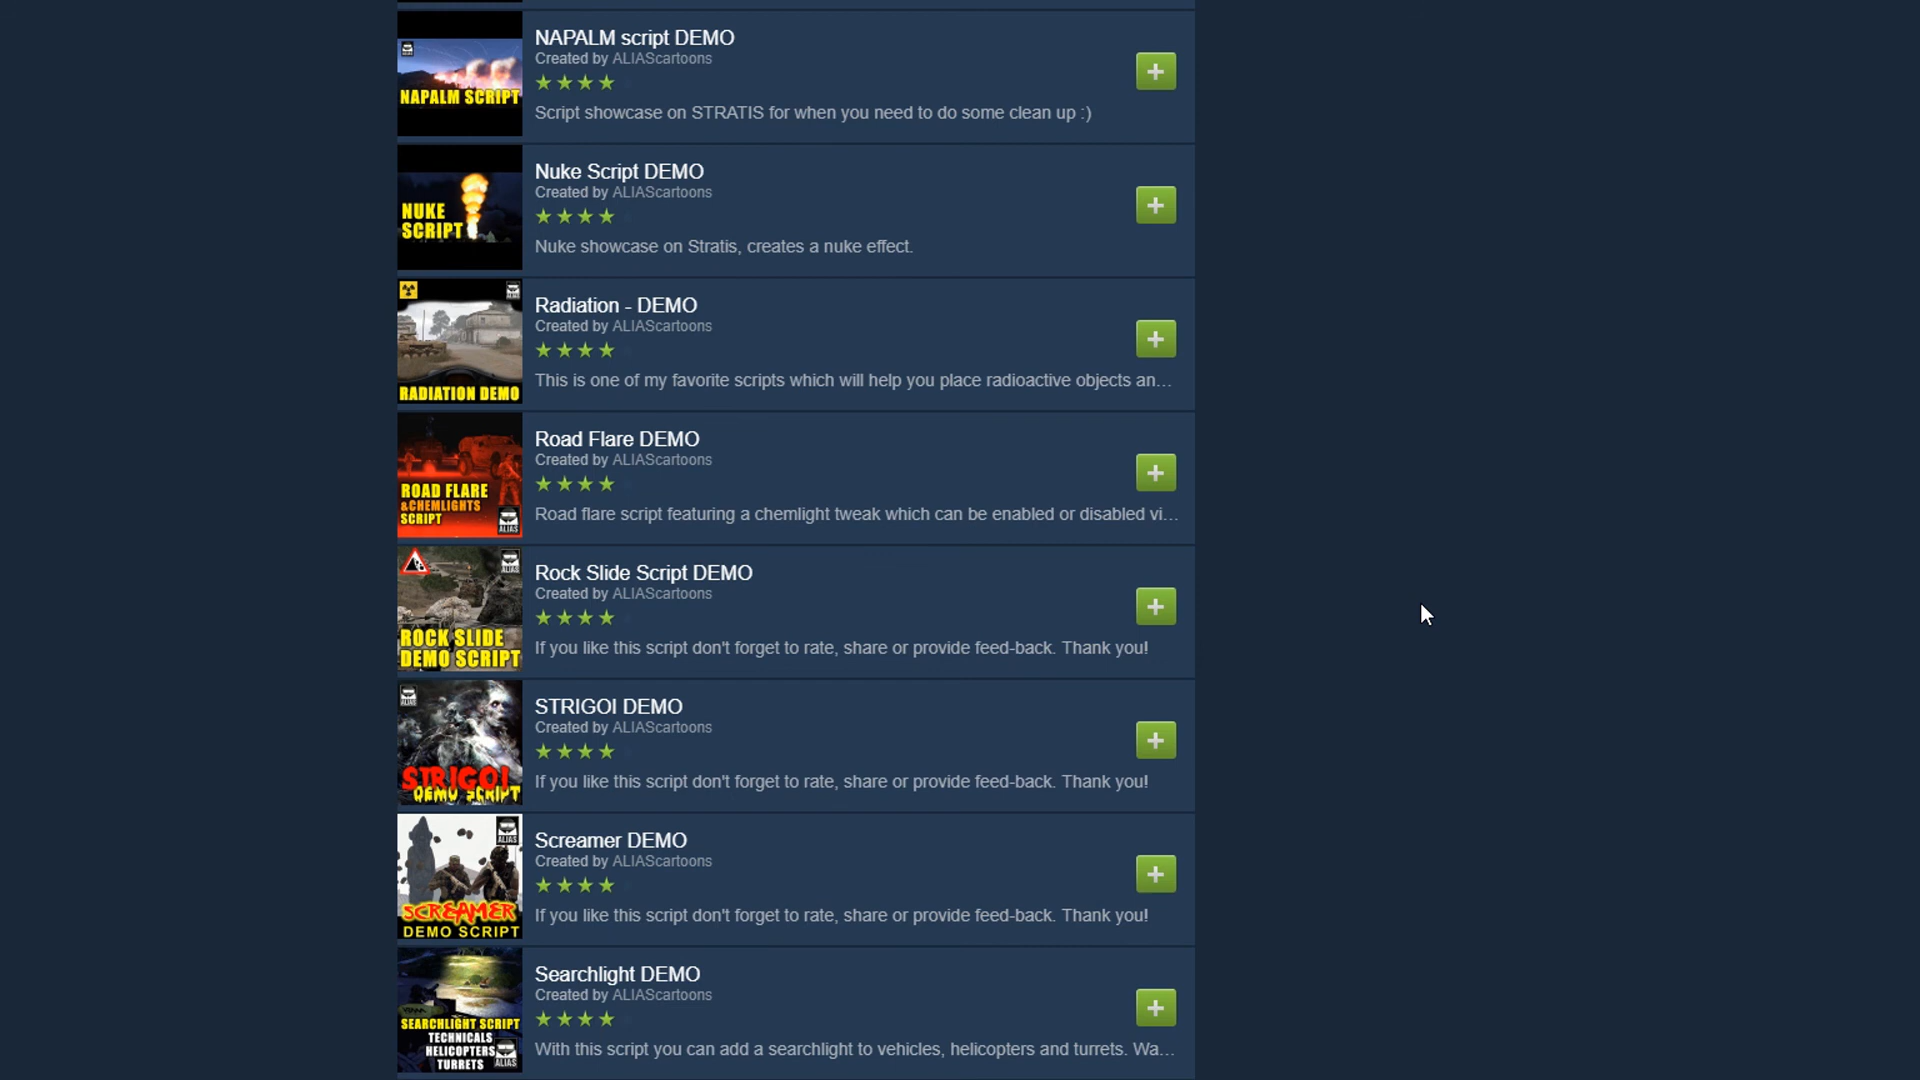 NAPALM script DEMO
Created by ALIAScartoons
NAPALM SCRIPT
Script showcase on STRATIS for when you need to do some clean up :)
Nuke Script DEMO
Created by ALIAScartoons
NUKE
SCRIPT
Nuke showcase on Stratis, creates a nuke effect.
Radiation - DEMO
Created by ALIAScartoons
This is one of my favorite scripts which will help you place radioactive objects an...
RADIATION DEMO
Road Flare DEMO
Created by ALIAScartoons
ROAD FLARE
&CHEMLIGHTS
SCRIPT
ALIAS
Road flare script featuring a chemlight tweak which can be enabled or disabled vi...
Rock Slide Script DEMO
Created by ALIAScartoons
ROCK SLIDE
DEMO SCRIPT
If you like this script don't forget to rate, share or provide feed-back. Thank you!
STRIGOI DEMO
Created by ALIAScartoons
STRIGOI
DEMO SCRIPT
If you like this script don't forget to rate, share or provide feed-back. Thank you!
Screamer DEMO
ALIAS
Created by ALIAScartoons
SCREAMER
DEMO SCRIPT
If you like this script don't forget to rate, share or provide feed-back. Thank you!
Searchlight DEMO
Created by ALIAScartoons
SEARCHLIGHT SCRIPT
TECHNICALS
HELICOPTERS
TURRETS
ALIAS
With this script you can add a searchlight to vehicles, helicopters and turrets. Wa...